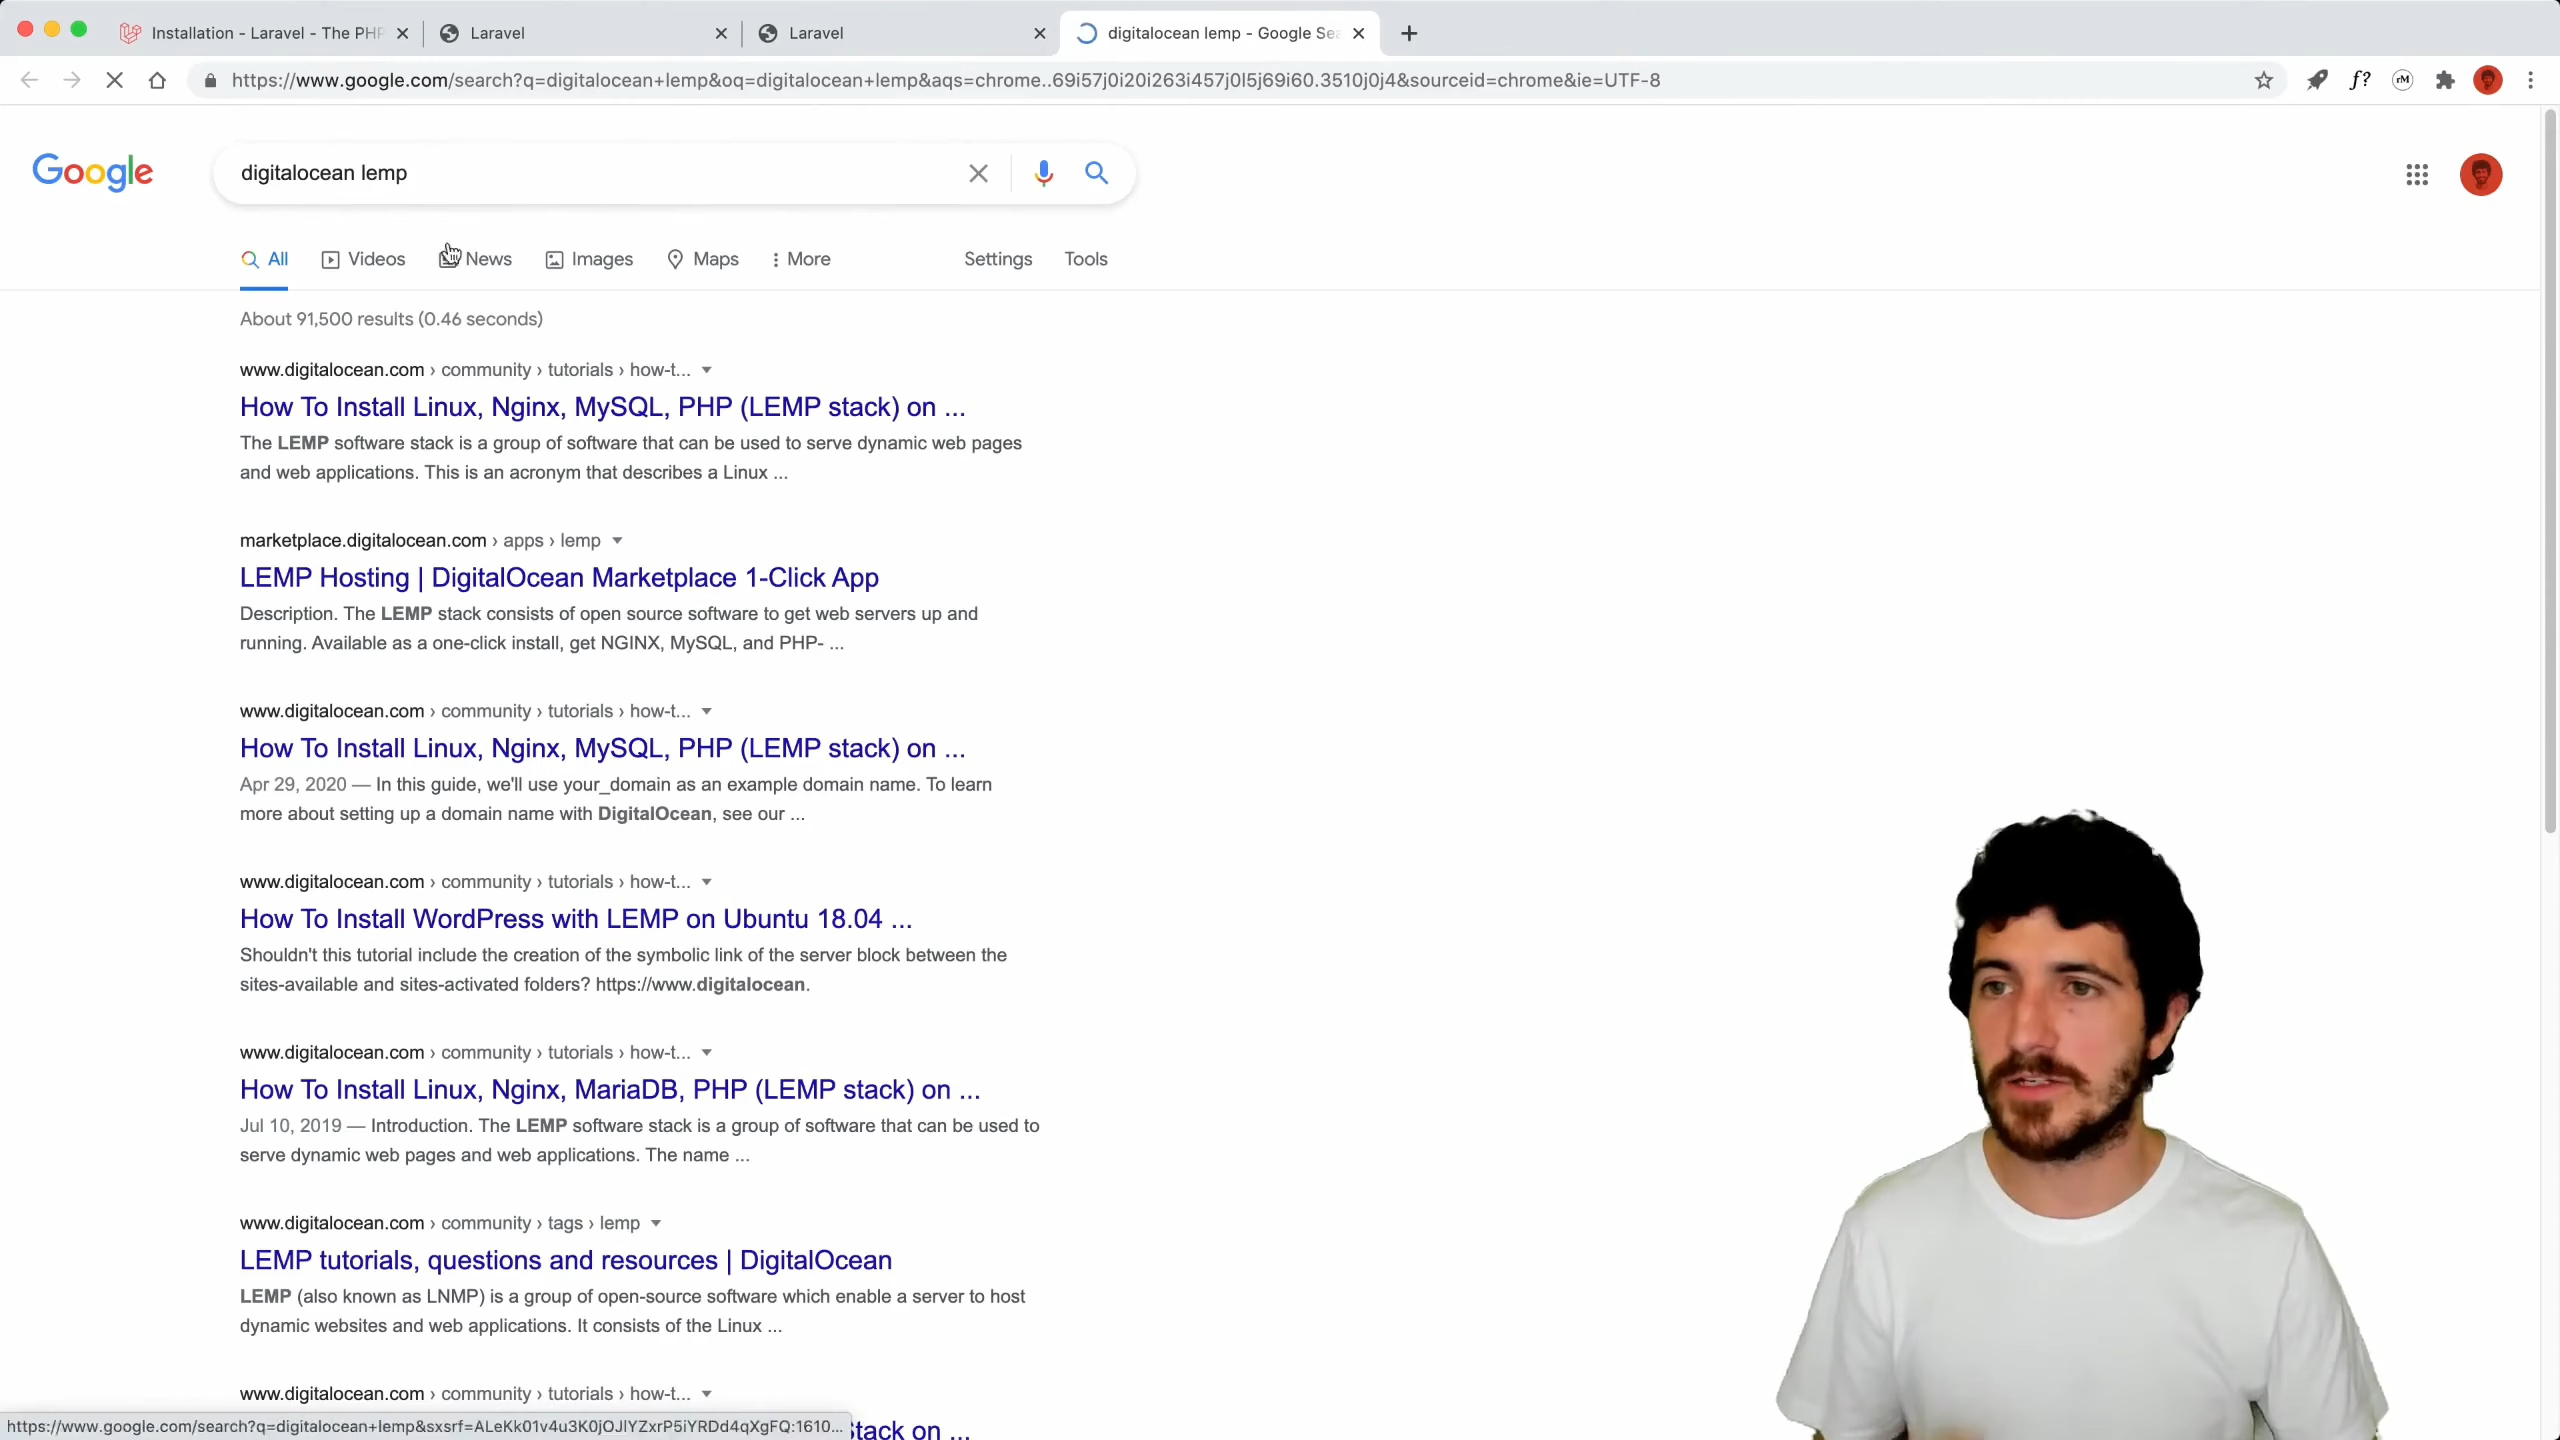 Installation - Laravel - The PHP
Laravel
Laravel
digitalocean lemp - Google Sea
https://www.google.com/search?q=digitalocean+lemp&oq=digitalocean+lemp&aqs=chrome..69i57j0i20i263i457j0l5j69i60.3510j0j4&sourceid=chrome&ie=UTF-8
f?
rM
Google
digitalocean lemp
All
Videos
News
Images
Maps
More
Settings
Tools
About 91,500 results (0.46 seconds)
www.digitalocean.com › community › tutorials › how-t...
How To Install Linux, Nginx, MySQL, PHP (LEMP stack) on ...
The LEMP software stack is a group of software that can be used to serve dynamic web pages
and web applications. This is an acronym that describes a Linux ...
marketplace.digitalocean.com › apps › lemp
LEMP Hosting | DigitalOcean Marketplace 1-Click App
Description. The LEMP stack consists of open source software to get web servers up and
running. Available as a one-click install, get NGINX, MySQL, and PHP- ...
www.digitalocean.com › community › tutorials › how-t...
How To Install Linux, Nginx, MySQL, PHP (LEMP stack) on ...
Apr 29, 2020 — In this guide, we'll use your_domain as an example domain name. To learn
more about setting up a domain name with DigitalOcean, see our ...
www.digitalocean.com › community › tutorials › how-t...
How To Install WordPress with LEMP on Ubuntu 18.04 ...
Shouldn't this tutorial include the creation of the symbolic link of the server block between the
sites-available and sites-activated folders? https://www.digitalocean.
www.digitalocean.com › community › tutorials › how-t...
How To Install Linux, Nginx, MariaDB, PHP (LEMP stack) on ...
Jul 10, 2019 — Introduction. The LEMP software stack is a group of software that can be used to
serve dynamic web pages and web applications. The name ...
www.digitalocean.com › community › tags › lemp
LEMP tutorials, questions and resources | DigitalOcean
LEMP (also known as LNMP) is a group of open-source software which enable a server to host
dynamic websites and web applications. It consists of the Linux ...
www.digitalocean.com › community › tutorials › how-t...
https://www.google.com/search?q=digitalocean+lemp&sxsrf=ALeKk01v4u3K0jOJlYZxrP5iYRDd4qXgFQ:1610...
Stack on ...